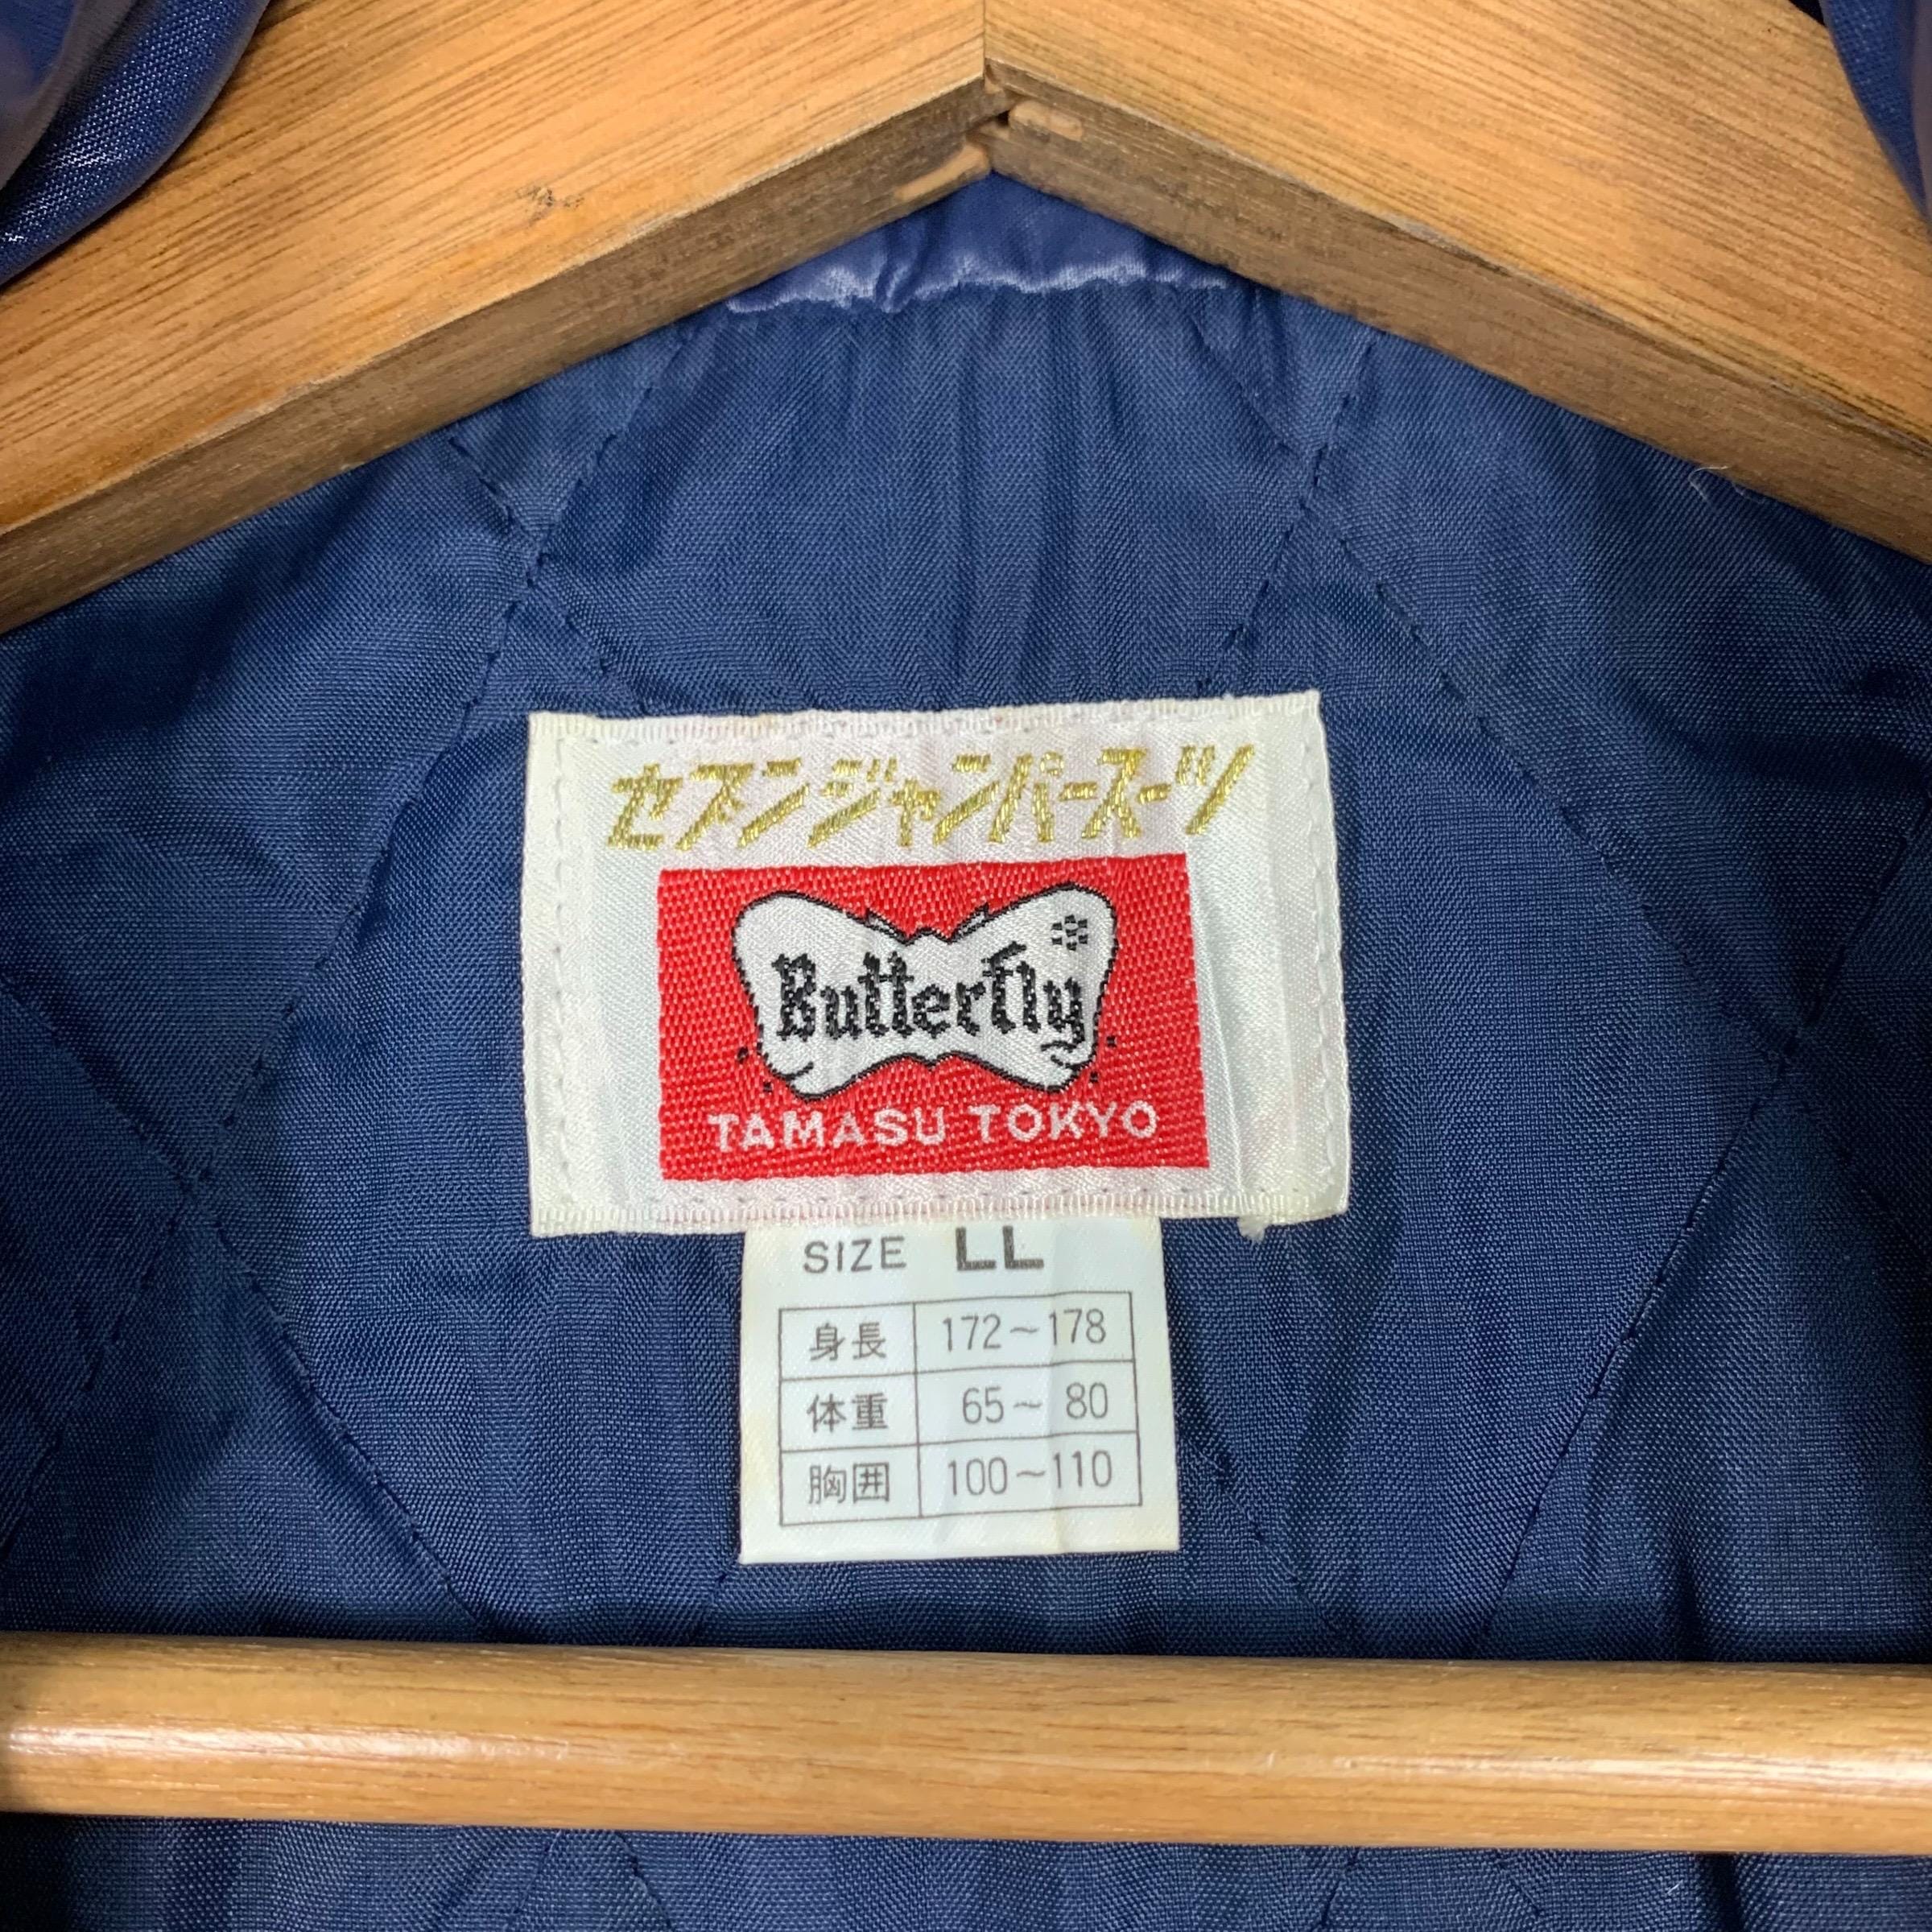 セブンジャンパースーツ
Butterfly
TAMASU TOKYO
SIZE LL
身長 172～178
体重 65～ 80
胸囲 100～110